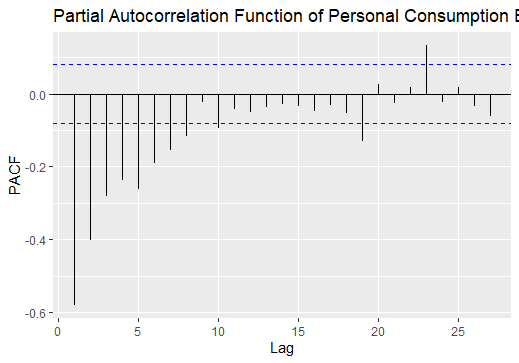 Partial Autocorrelation Function of Personal Consumption
0.0
-0.2
-0.4
-0.6
PACF
0 5 10 15 20 25
Lag